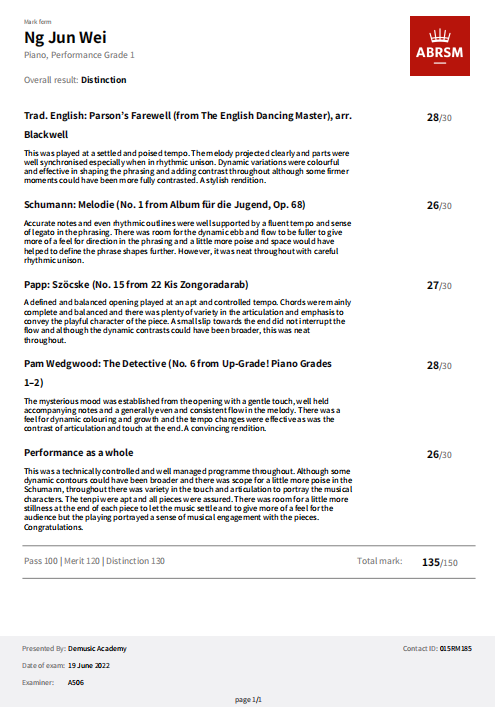 Mark form
Ng Jun Wei
Piano, Performance Grade 1
ABRSM
Overall result: Distinction
Trad. English: Parson's Farewell (from The English Dancing Master), arr.
Blackwell
28/30
This was played at a settled and poised tempo. The melody projected clearly and parts were
well synchronised especially when in rhythmic unison. Dynamic variations were colourful
and effective in shaping the phrasing and adding contrast throughout although some firmer
moments could have been more fully contrasted. A stylish rendition.
Schumann: Melodie (No. 1 from Album für die Jugend, Op. 68)
26/30
Accurate notes and even rhythmic outlines were well supported by a fluent tempo and sense
of legato in the phrasing. There was room for the dynamic ebb and flow to be fuller to give
more of a feel for direction in the phrasing and a little more poise and space would have
helped to define the phrase shapes further. However, it was neat throughout with careful
rhythmic unison.
Papp: Szöcske (No. 15 from 22 Kis Zongoradarab)
27/30
A defined and balanced opening played at an apt and controlled tempo. Chords were mainly
complete and balanced and there was plenty of variety in the articulation and emphasis to
convey the playful character of the piece. A small slip towards the end did not interrupt the
flow and although the dynamic contrasts could have been broader, this was neat
throughout.
Pam Wedgwood: The Detective (No. 6 from Up-Grade! Piano Grades
1–2)
28/30
The mysterious mood was established from the opening with a gentle touch, well held
accompanying notes and a generally even and consistent flow in the melody. There was a
feel for dynamic colouring and growth and the tempo changes were effective as was the
contrast of articulation and touch at the end. A convincing rendition.
Performance as a whole
26/30
This was a technically controlled and well managed programme throughout. Although some
dynamic contours could have been broader and there was scope for a little more poise in the
Schumann, throughout there was variety in the touch and articulation to portray the musical
characters. The tempi were apt and all pieces were assured. There was room for a little more
stillness at the end of each piece to let the music settle and to give more of a feel for the
audience but the playing portrayed a sense of musical engagement with the pieces.
Congratulations.
Pass 100 | Merit 120 | Distinction 130
Total mark: 135/150
Presented By: Demusic Academy
Contact ID: 015RM185
Date of exam: 19 June 2022
Examiner: A506
page 1/1